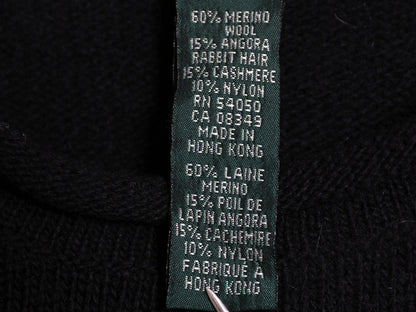 60% MERINO
WOOL
15% ANGORA
RABBIT HAIR
15% CASHMERE
10% NYLON
RN 54050
CA 08349
MADE IN
HONG KONG
60% LAINE
MERINO
15% POIL DE
LAPIN ANGORA
15% CACHEMIRE
10% NYLON
FABRIQUÉ À
HONG KONG